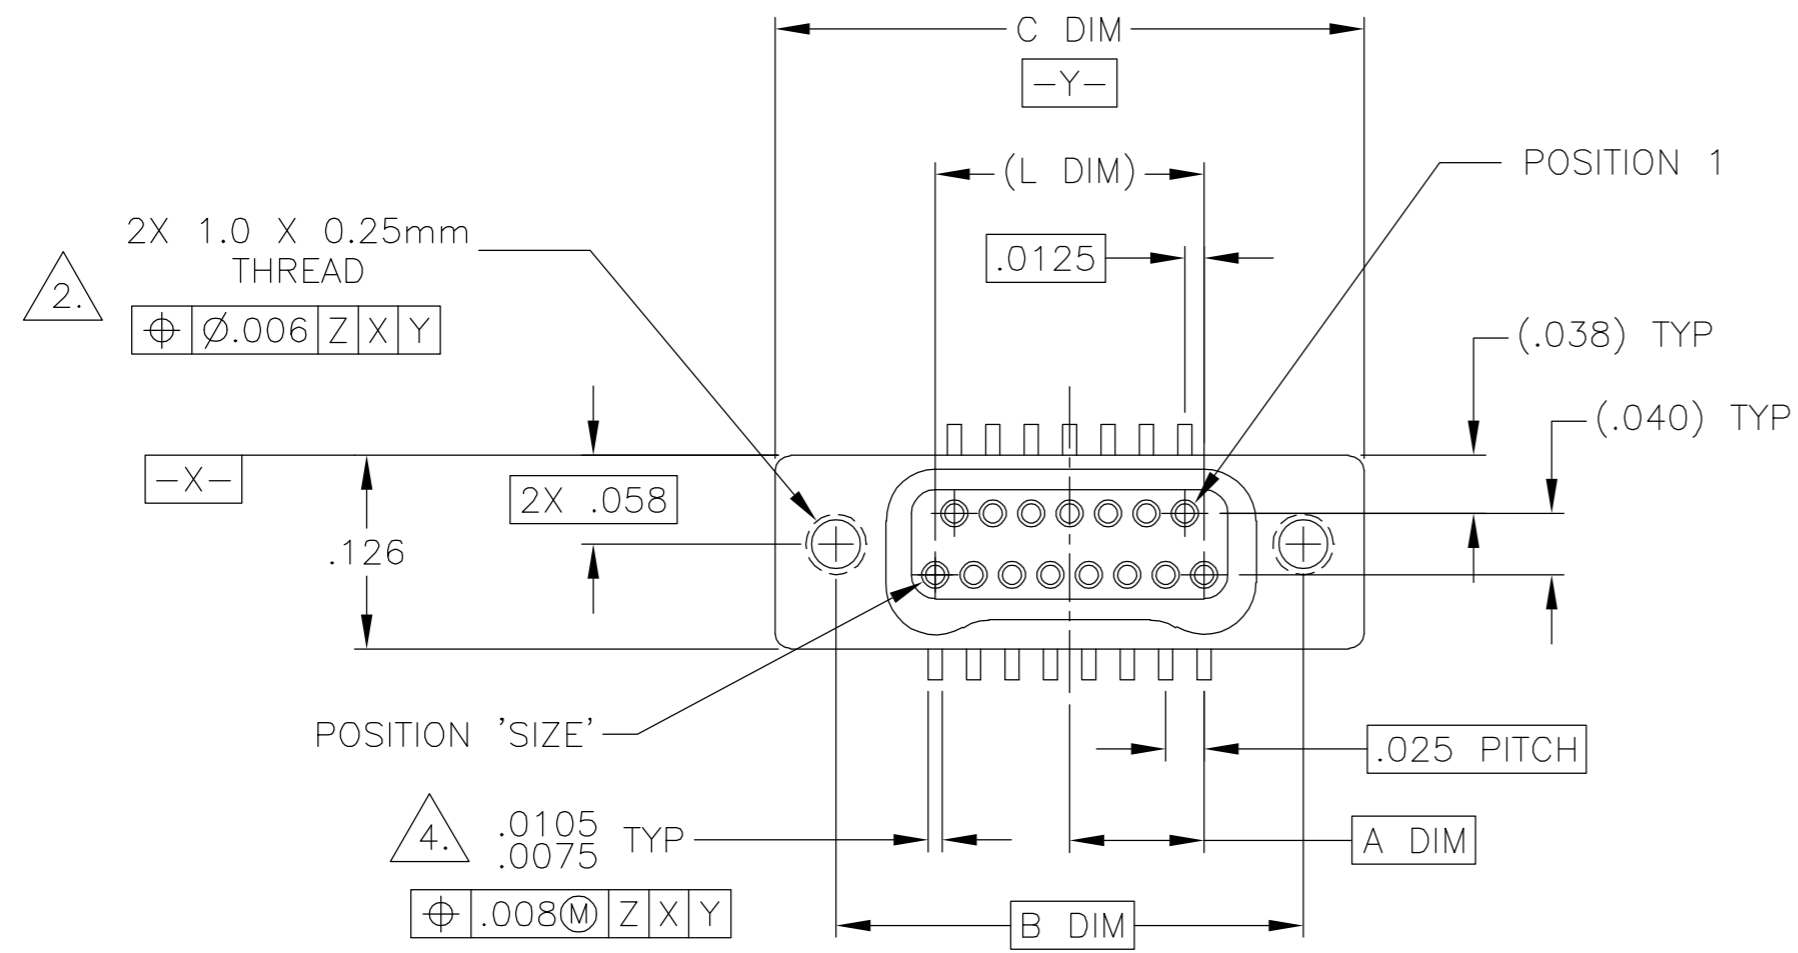 C DIM
-Y-
(L DIM)
POSITION 1
2X 1.0 X 0.25mm
THREAD
2.
⌖ Ø.006 Z X Y
.0125
(.038) TYP
(.040) TYP
-X-
2X .058
.126
POSITION 'SIZE'
.025 PITCH
4.
.0105
.0075
TYP
A DIM
⌖ .008Ⓜ Z X Y
B DIM